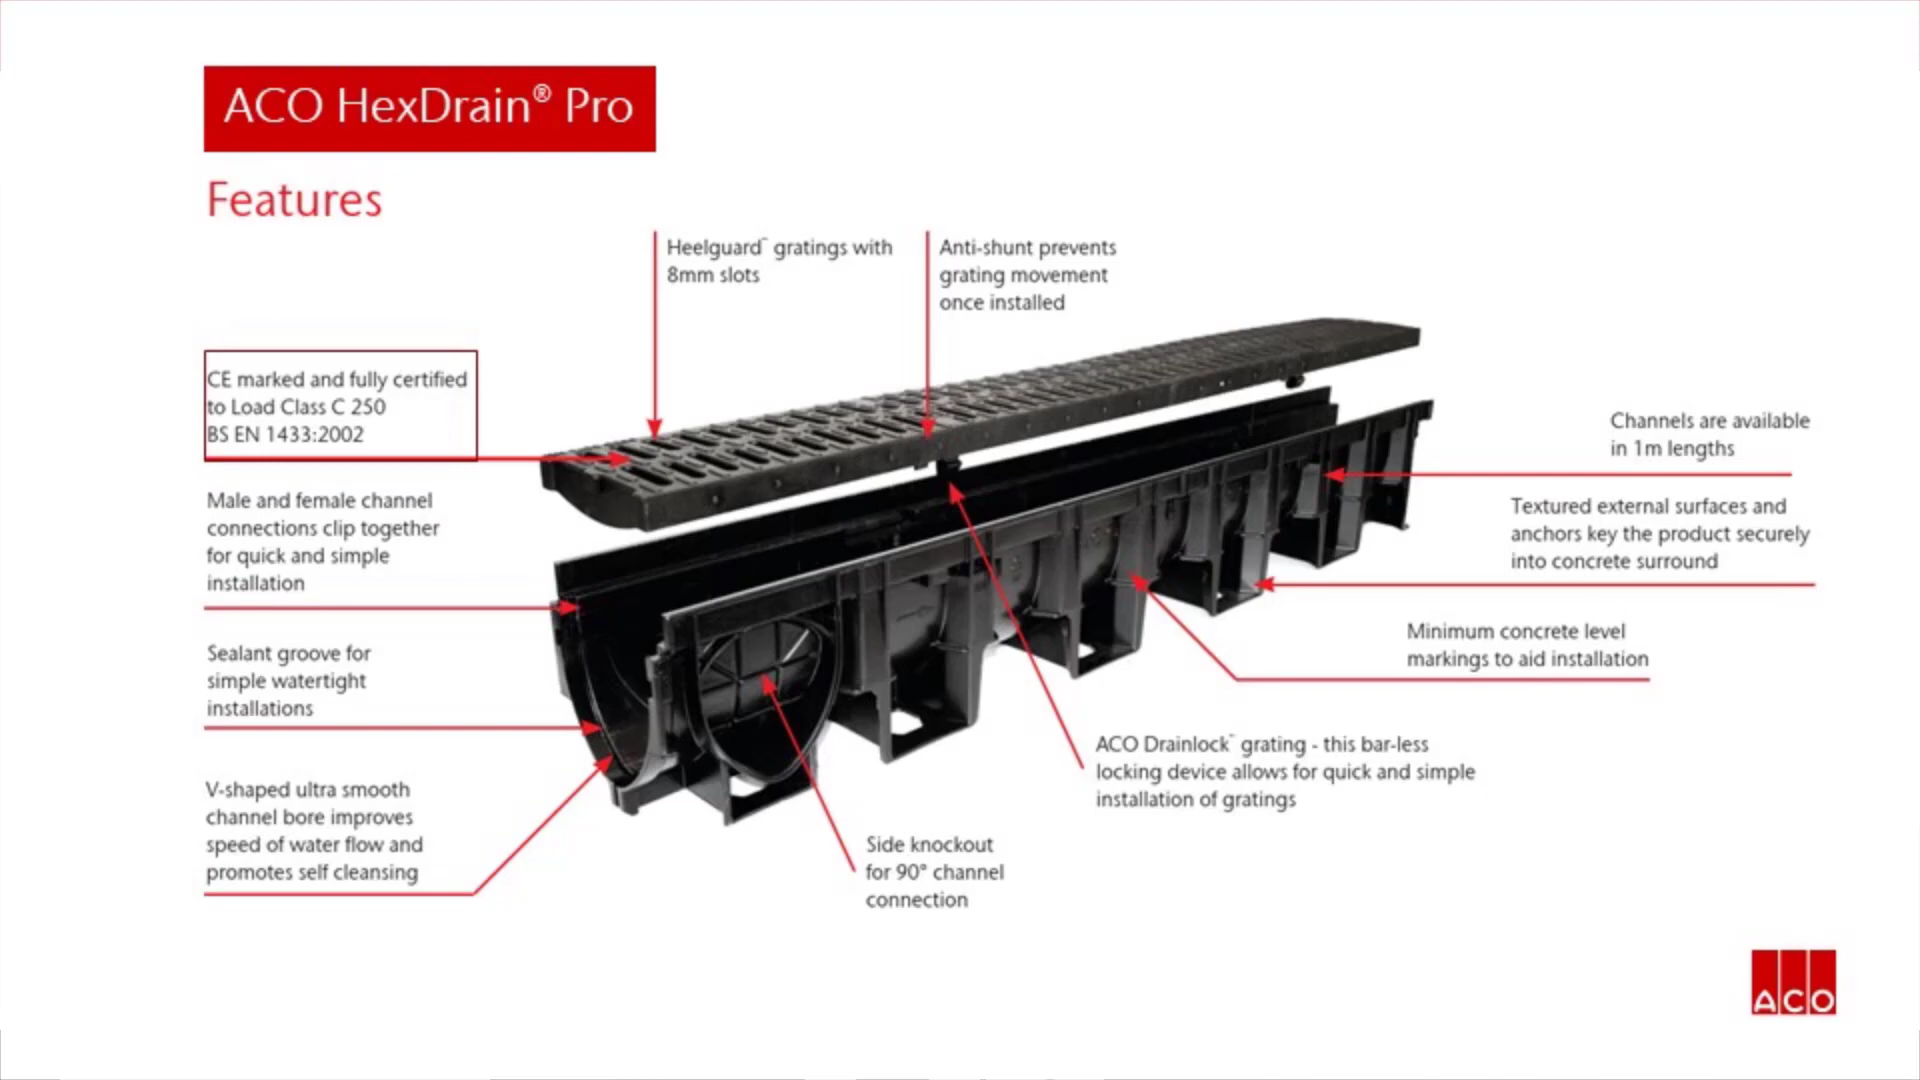 ACO HexDrain® Pro
Features
Heelguard™ gratings with
8mm slots
Anti-shunt prevents
grating movement
once installed
CE marked and fully certified
to Load Class C 250
BS EN 1433:2002
Male and female channel
connections clip together
for quick and simple
installation
Sealant groove for
simple watertight
installations
V-shaped ultra smooth
channel bore improves
speed of water flow and
promotes self cleansing
Side knockout
for 90° channel
connection
ACO Drainlock™ grating - this bar-less
locking device allows for quick and simple
installation of gratings
Channels are available
in 1m lengths
Textured external surfaces and
anchors key the product securely
into concrete surround
Minimum concrete level
markings to aid installation
ACO